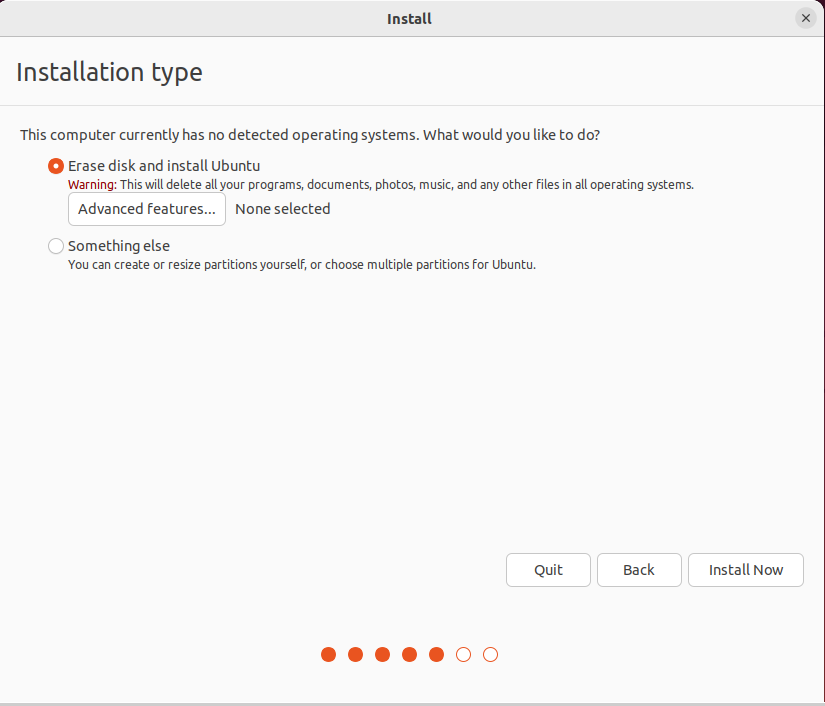 Install
Installation type
This computer currently has no detected operating systems. What would you like to do?
Erase disk and install Ubuntu
Warning: This will delete all your programs, documents, photos, music, and any other files in all operating systems.
Advanced features... None selected
Something else
You can create or resize partitions yourself, or choose multiple partitions for Ubuntu.
Quit Back Install Now